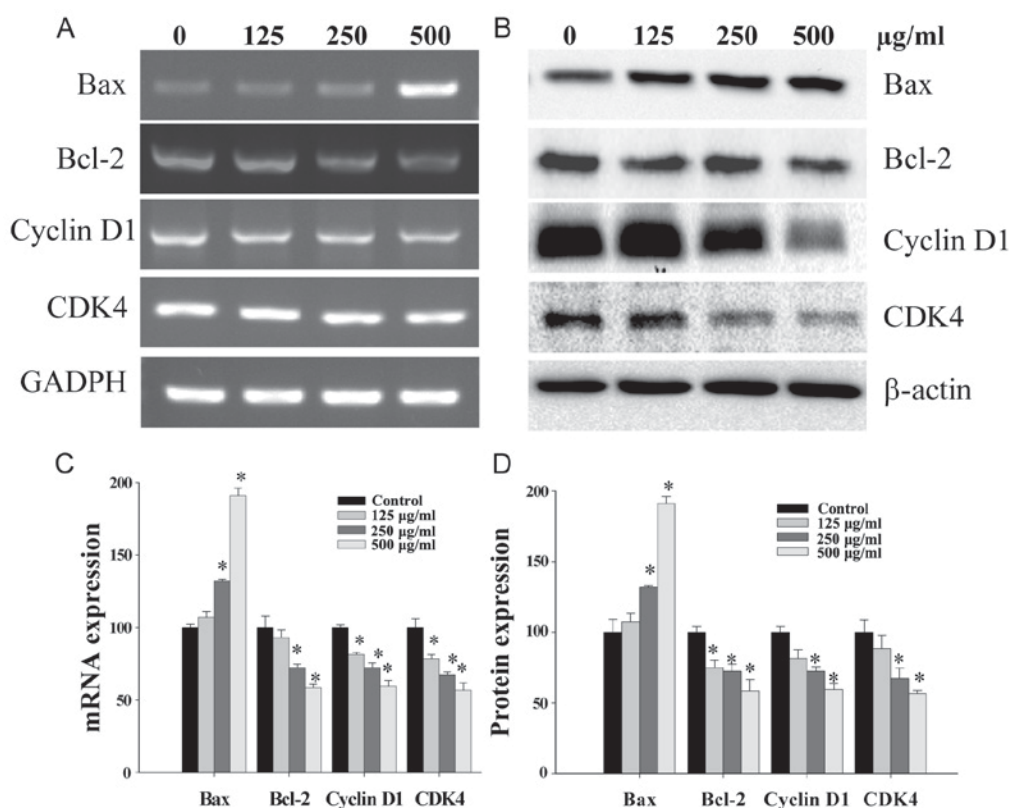 A
0 125 250 500
Bax
Bcl-2
Cyclin D1
CDK4
GADPH
B
0 125 250 500 µg/ml
Bax
Bcl-2
Cyclin D1
CDK4
β-actin
C
mRNA expression
200
150
100
50
0
Control
125 µg/ml
250 µg/ml
500 µg/ml
* *
* *
* * *
* * *
Bax Bcl-2 Cyclin D1 CDK4
D
Protein expression
200
150
100
50
0
Control
125 µg/ml
250 µg/ml
500 µg/ml
* *
* * *
* *
* *
Bax Bcl-2 Cyclin D1 CDK4